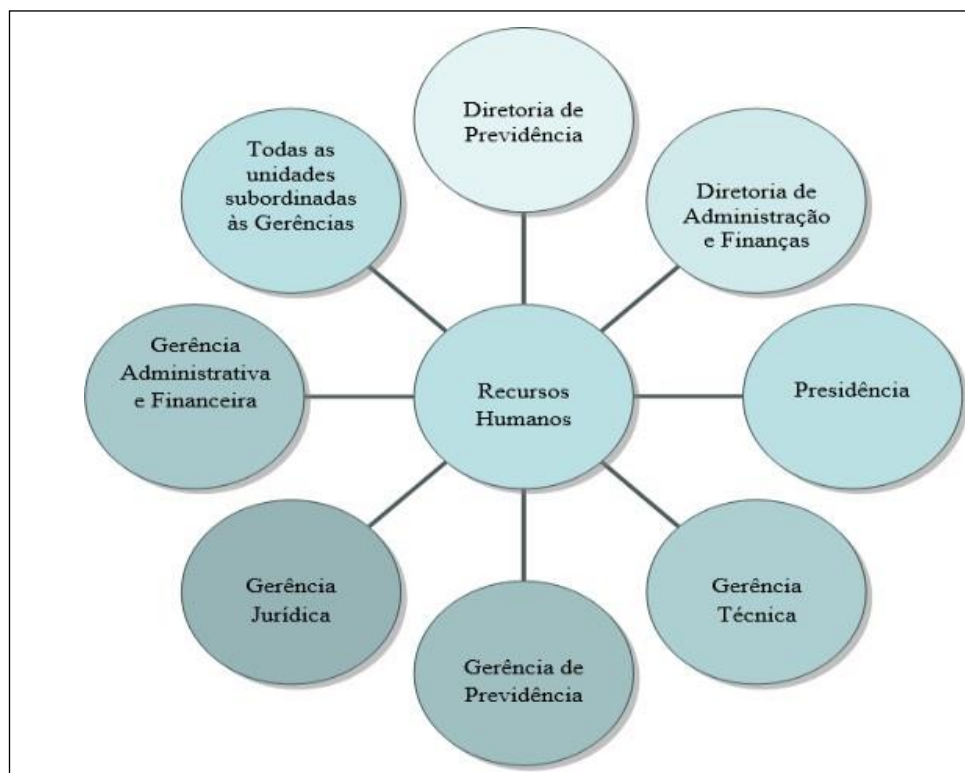 Diretoria de
Previdência
Todas as
unidades
subordinadas
às Gerências
Diretoria de
Administração
e Finanças
Gerência
Administrativa
e Financeira
Recursos
Humanos
Presidência
Gerência
Jurídica
Gerência
Técnica
Gerência de
Previdência